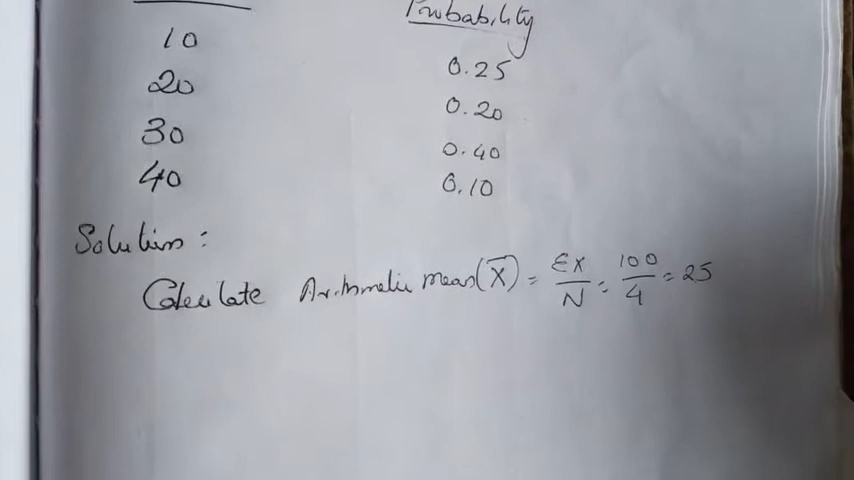 Probability
10 0.25
20 0.20
30 0.40
40 0.10
Solution :
Calculate Arithmetic mean (X̅) = ΣX/N = 100/4 = 25